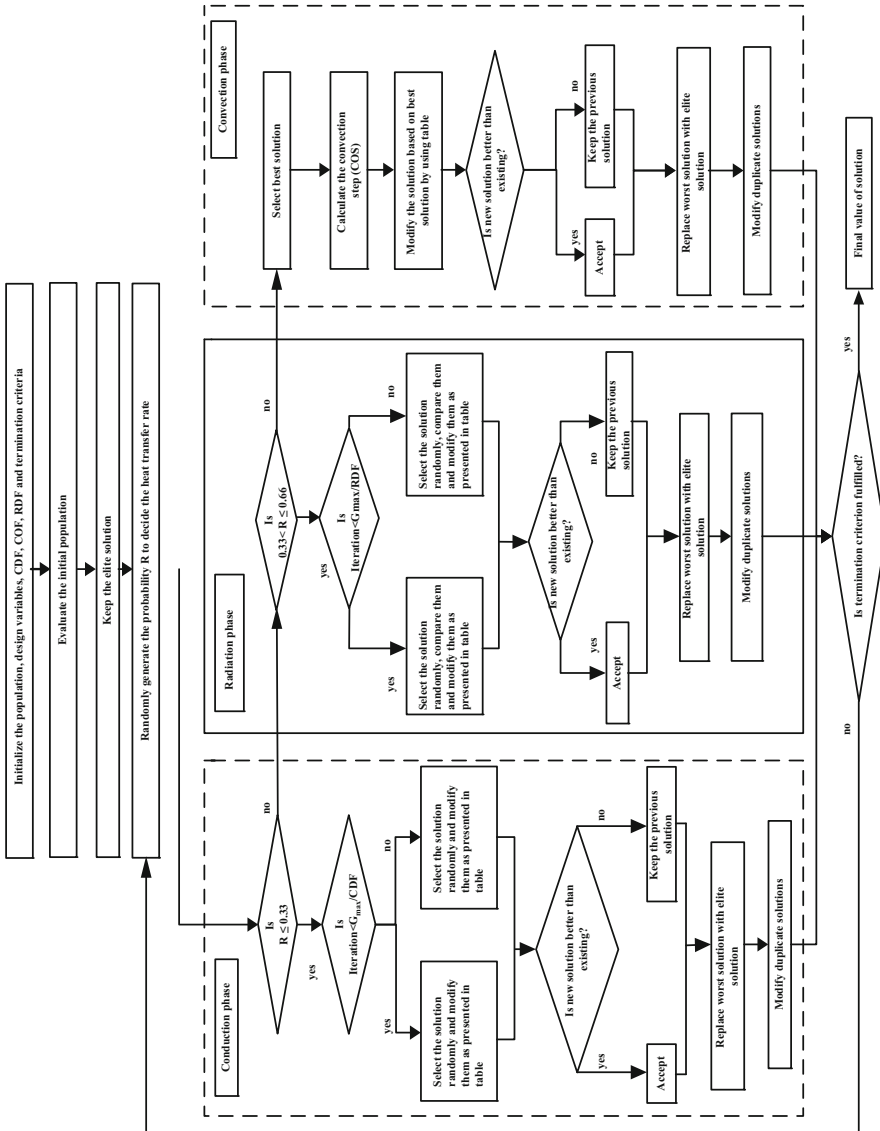 Initialize the population, design variables, CDF, COF, RDF and termination criteria
Evaluate the initial population
Keep the elite solution
Randomly generate the probability R to decide the heat transfer rate
Conduction phase
Is
R ≤ 0.33
no
yes
Is
Iteration<Gmax/CDF
yes
no
Select the solution
randomly and modify
them as presented in
table
Select the solution
randomly and modify
them as presented in
table
Is new solution better than
existing?
yes
no
Accept
Keep the previous
solution
Replace worst solution with elite
solution
Modify duplicate solutions
Radiation phase
Is
0.33< R ≤ 0.66
no
yes
Is
Iteration<Gmax/RDF
yes
no
Select the solution
randomly, compare them
and modify them as
presented in table
Select the solution
randomly, compare them
and modify them as
presented in table
Is new solution better than
existing?
yes
no
Accept
Keep the previous
solution
Replace worst solution with elite
solution
Modify duplicate solutions
Convection phase
Select best solution
Calculate the convection
step (COS)
Modify the solution based on best
solution by using table
Is new solution better than
existing?
yes
no
Accept
Keep the previous
solution
Replace worst solution with elite
solution
Modify duplicate solutions
Is termination criterion fulfilled?
no
yes
Final value of solution